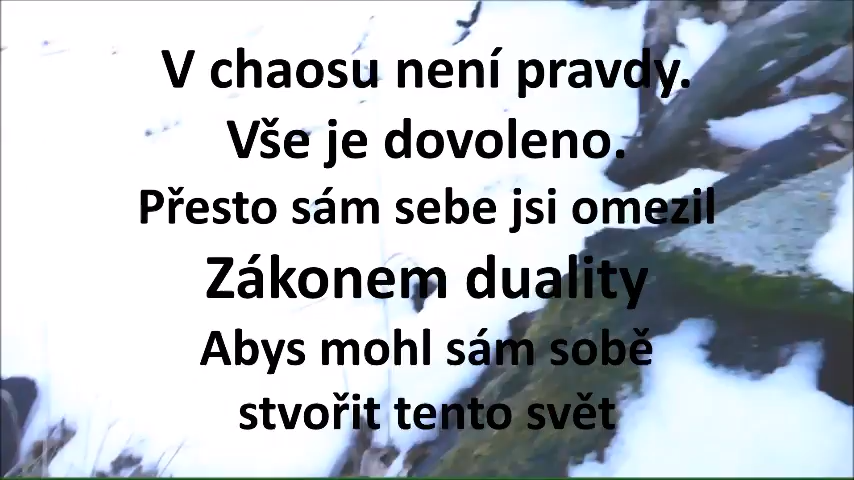 V chaosu není pravdy.
Vše je dovoleno.
Přesto sám sebe jsi omezil
Zákonem duality
Abys mohl sám sobě
stvořit tento svět